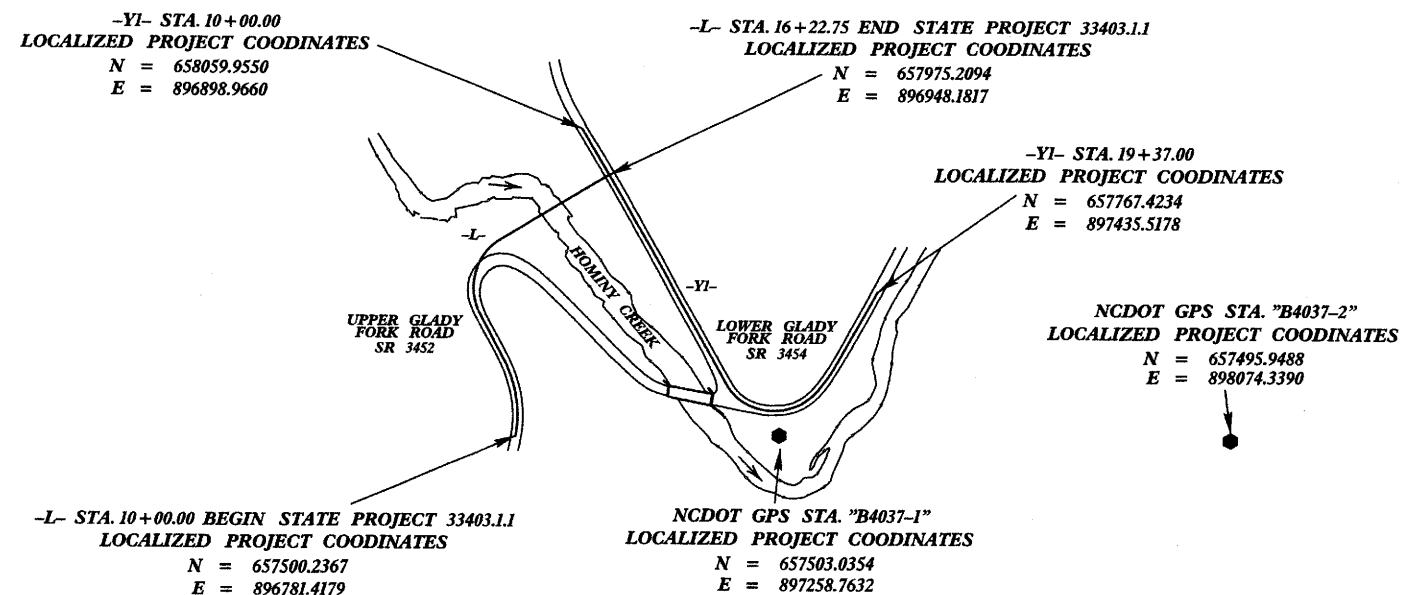 -Y1- STA. 10+00.00
LOCALIZED PROJECT COODINATES
N = 658059.9550
E = 896898.9660
-L- STA. 16+22.75 END STATE PROJECT 33403.1.1
LOCALIZED PROJECT COODINATES
N = 657975.2094
E = 896948.1817
-Y1- STA. 19+37.00
LOCALIZED PROJECT COODINATES
N = 657767.4234
E = 897435.5178
-L-
HOMINY CREEK
-Y1-
UPPER GLADY
FORK ROAD
SR 3452
LOWER GLADY
FORK ROAD
SR 3454
NCDOT GPS STA. "B4037-2"
LOCALIZED PROJECT COODINATES
N = 657495.9488
E = 898074.3390
-L- STA. 10+00.00 BEGIN STATE PROJECT 33403.1.1
LOCALIZED PROJECT COODINATES
N = 657500.2367
E = 896781.4179
NCDOT GPS STA. "B4037-1"
LOCALIZED PROJECT COODINATES
N = 657503.0354
E = 897258.7632